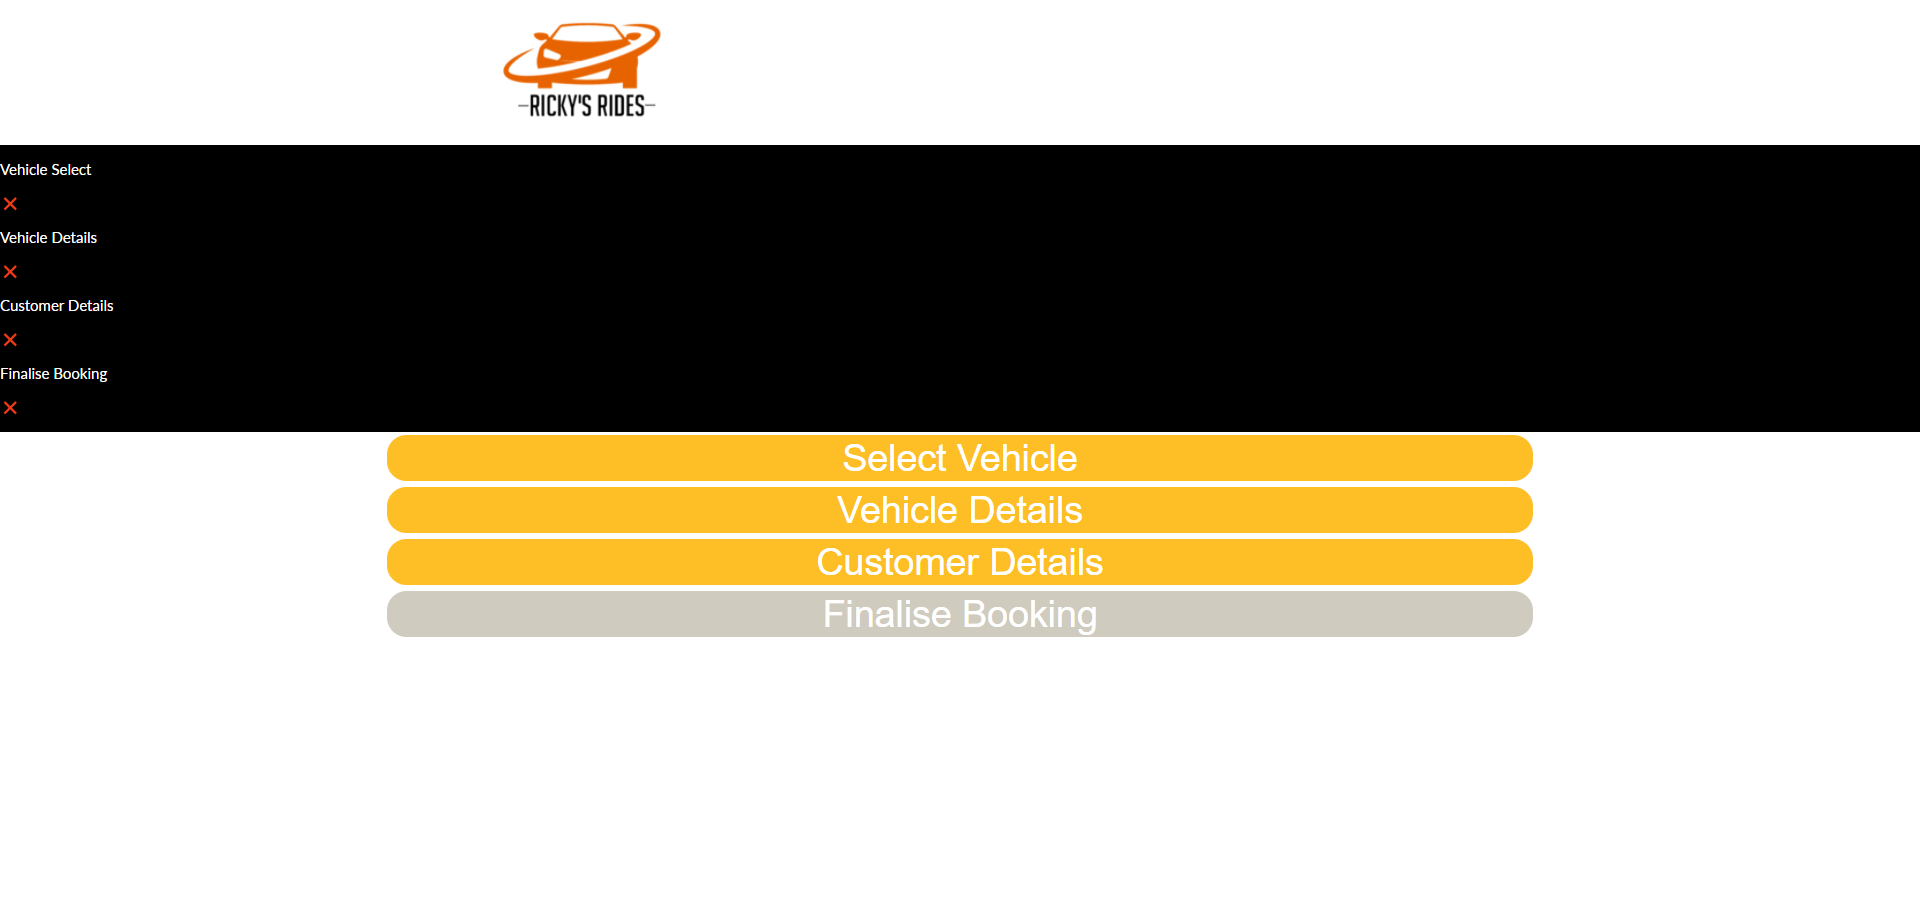 -RICKY'S RIDES-
Vehicle Select
Vehicle Details
Customer Details
Finalise Booking
Select Vehicle
Vehicle Details
Customer Details
Finalise Booking